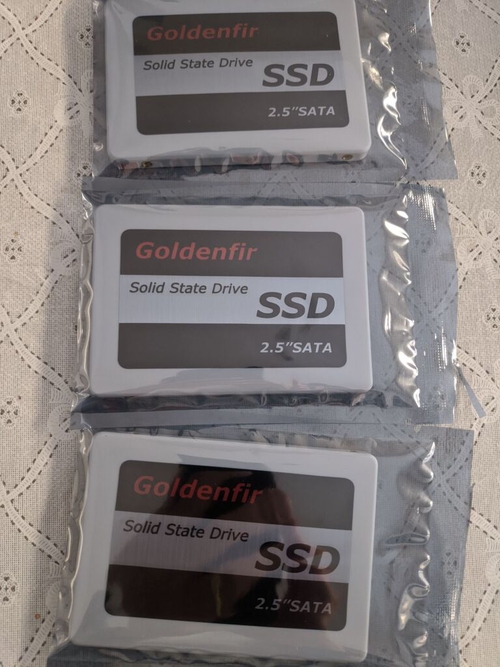 Goldenfir
Solid State Drive
SSD
2.5”SATA
Goldenfir
Solid State Drive
SSD
2.5”SATA
Goldenfir
Solid State Drive
SSD
2.5”SATA